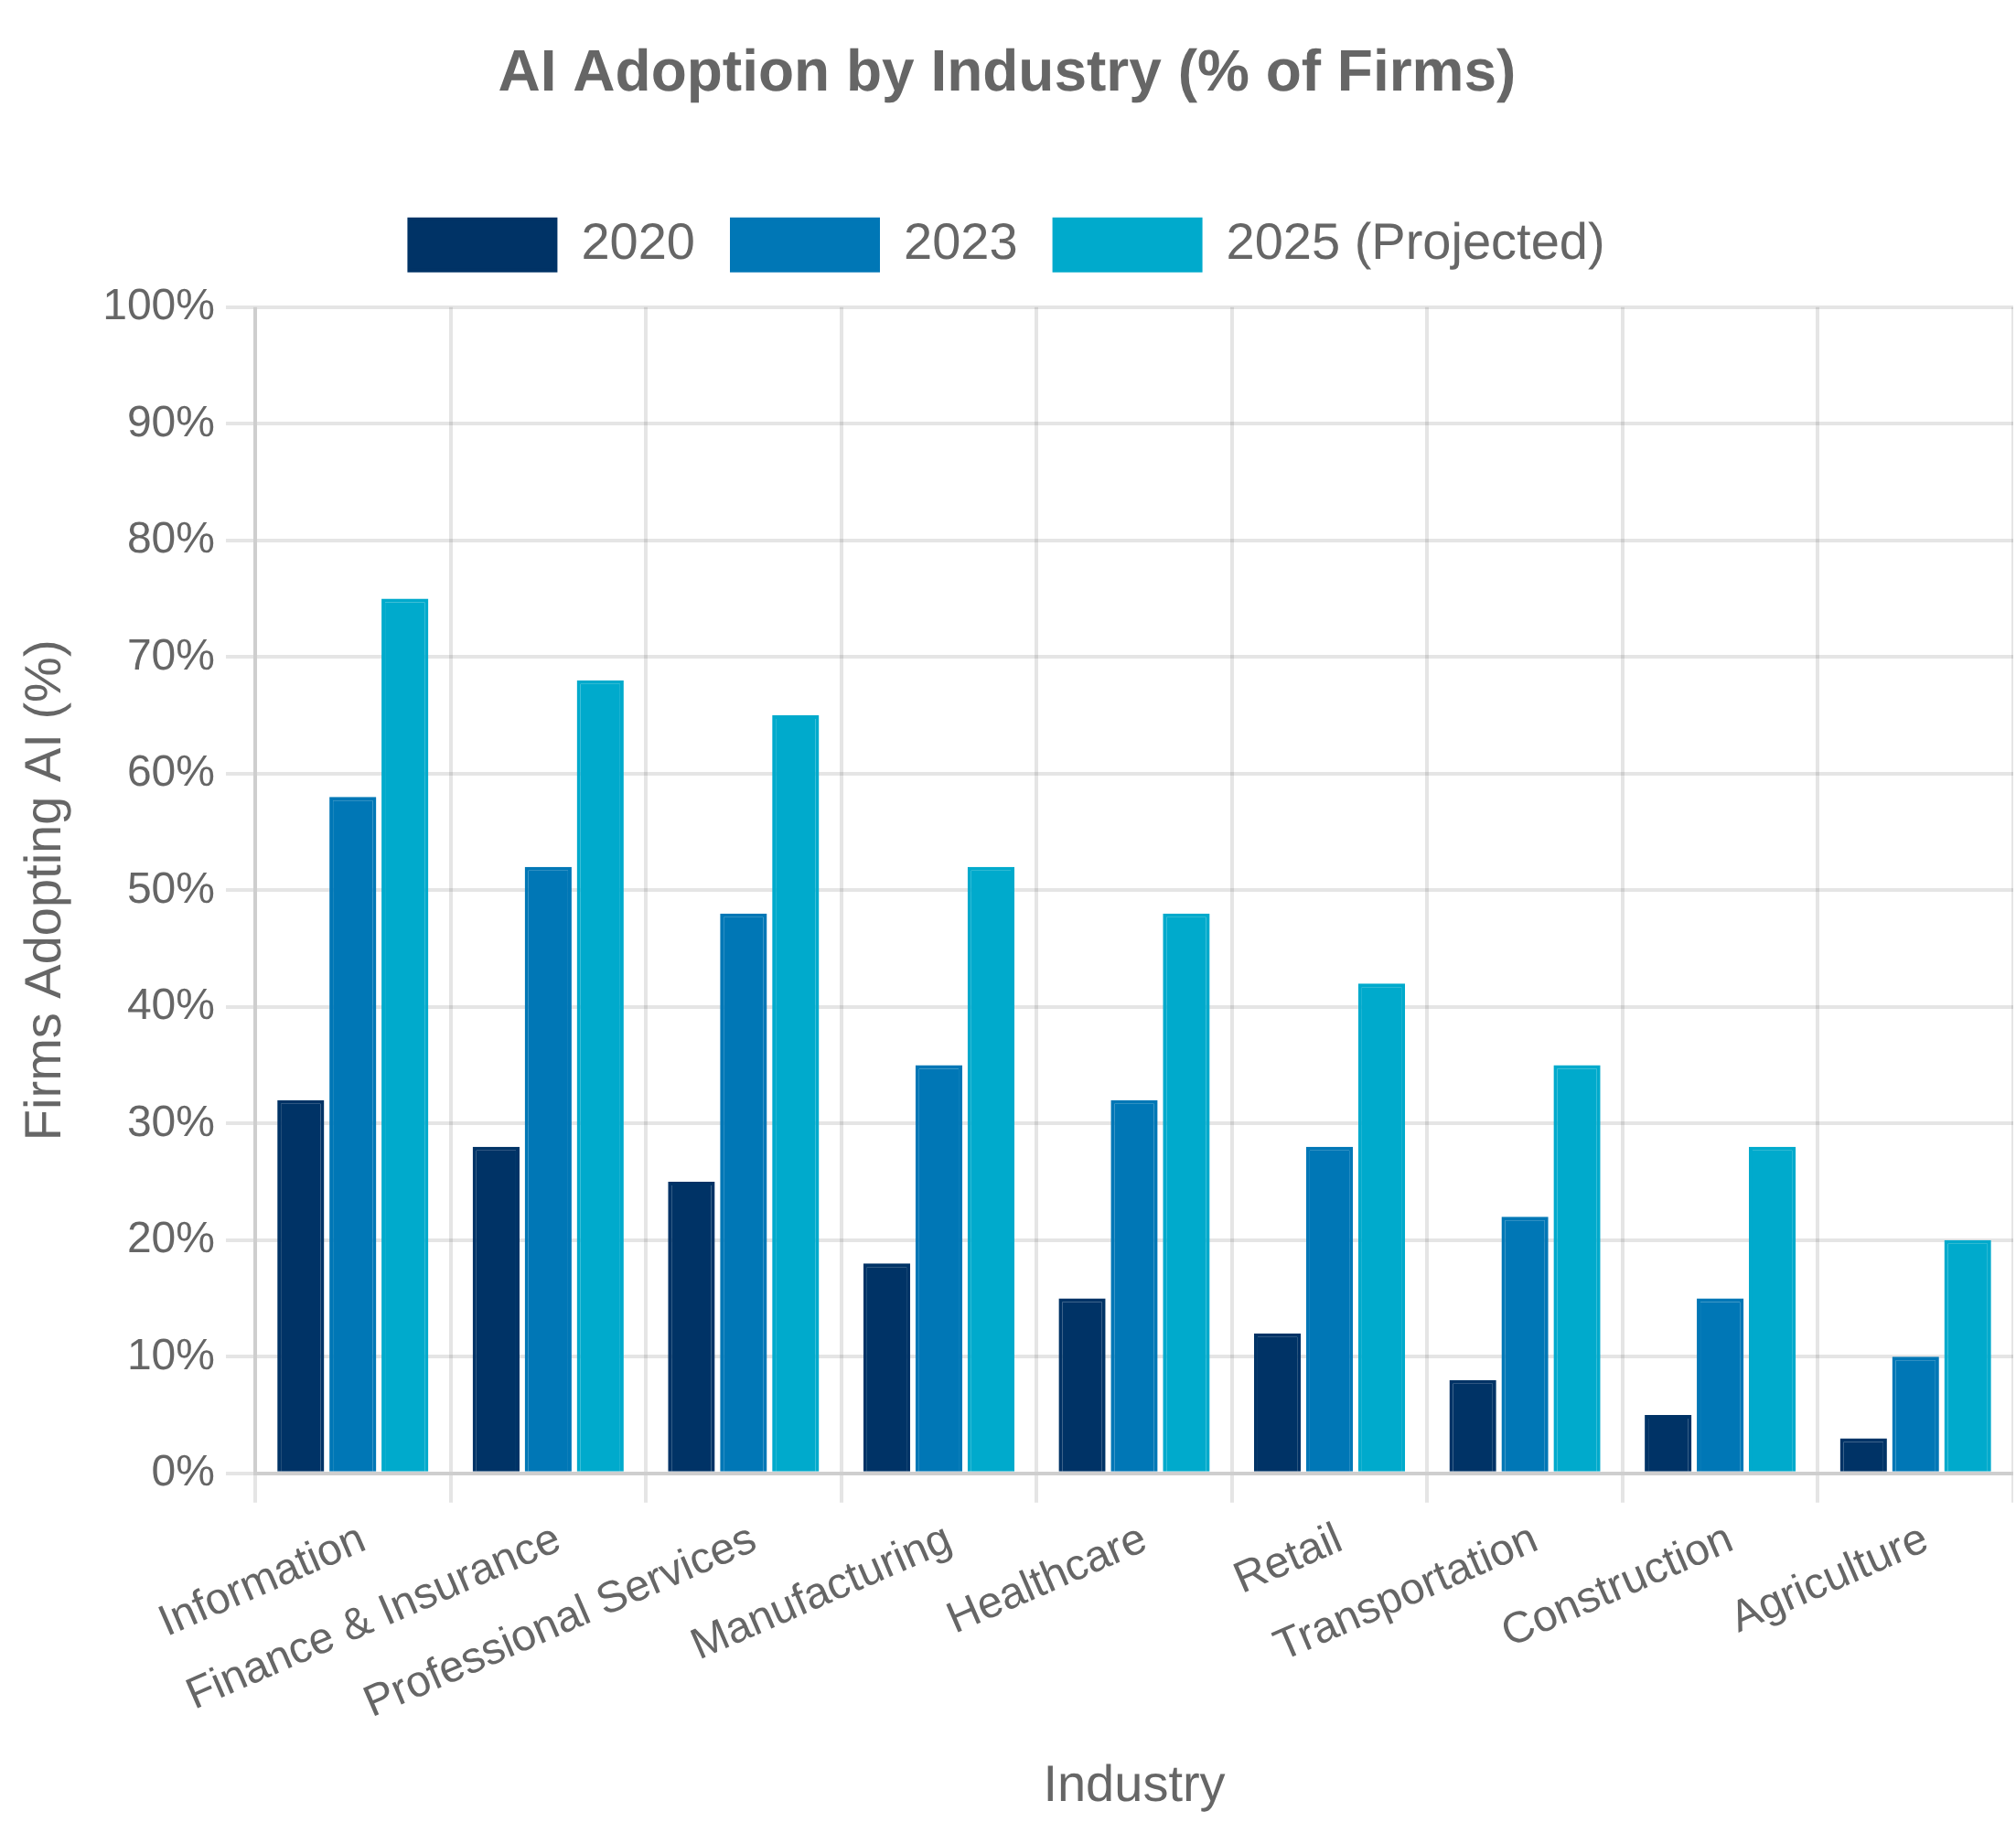 AI Adoption by Industry (% of Firms)
2020 2023 2025 (Projected)
100%
90%
80%
70%
60%
50%
40%
30%
20%
10%
0%
Firms Adopting AI (%)
Information
Finance & Insurance
Professional Services
Manufacturing
Healthcare
Retail
Transportation
Construction
Agriculture
Industry